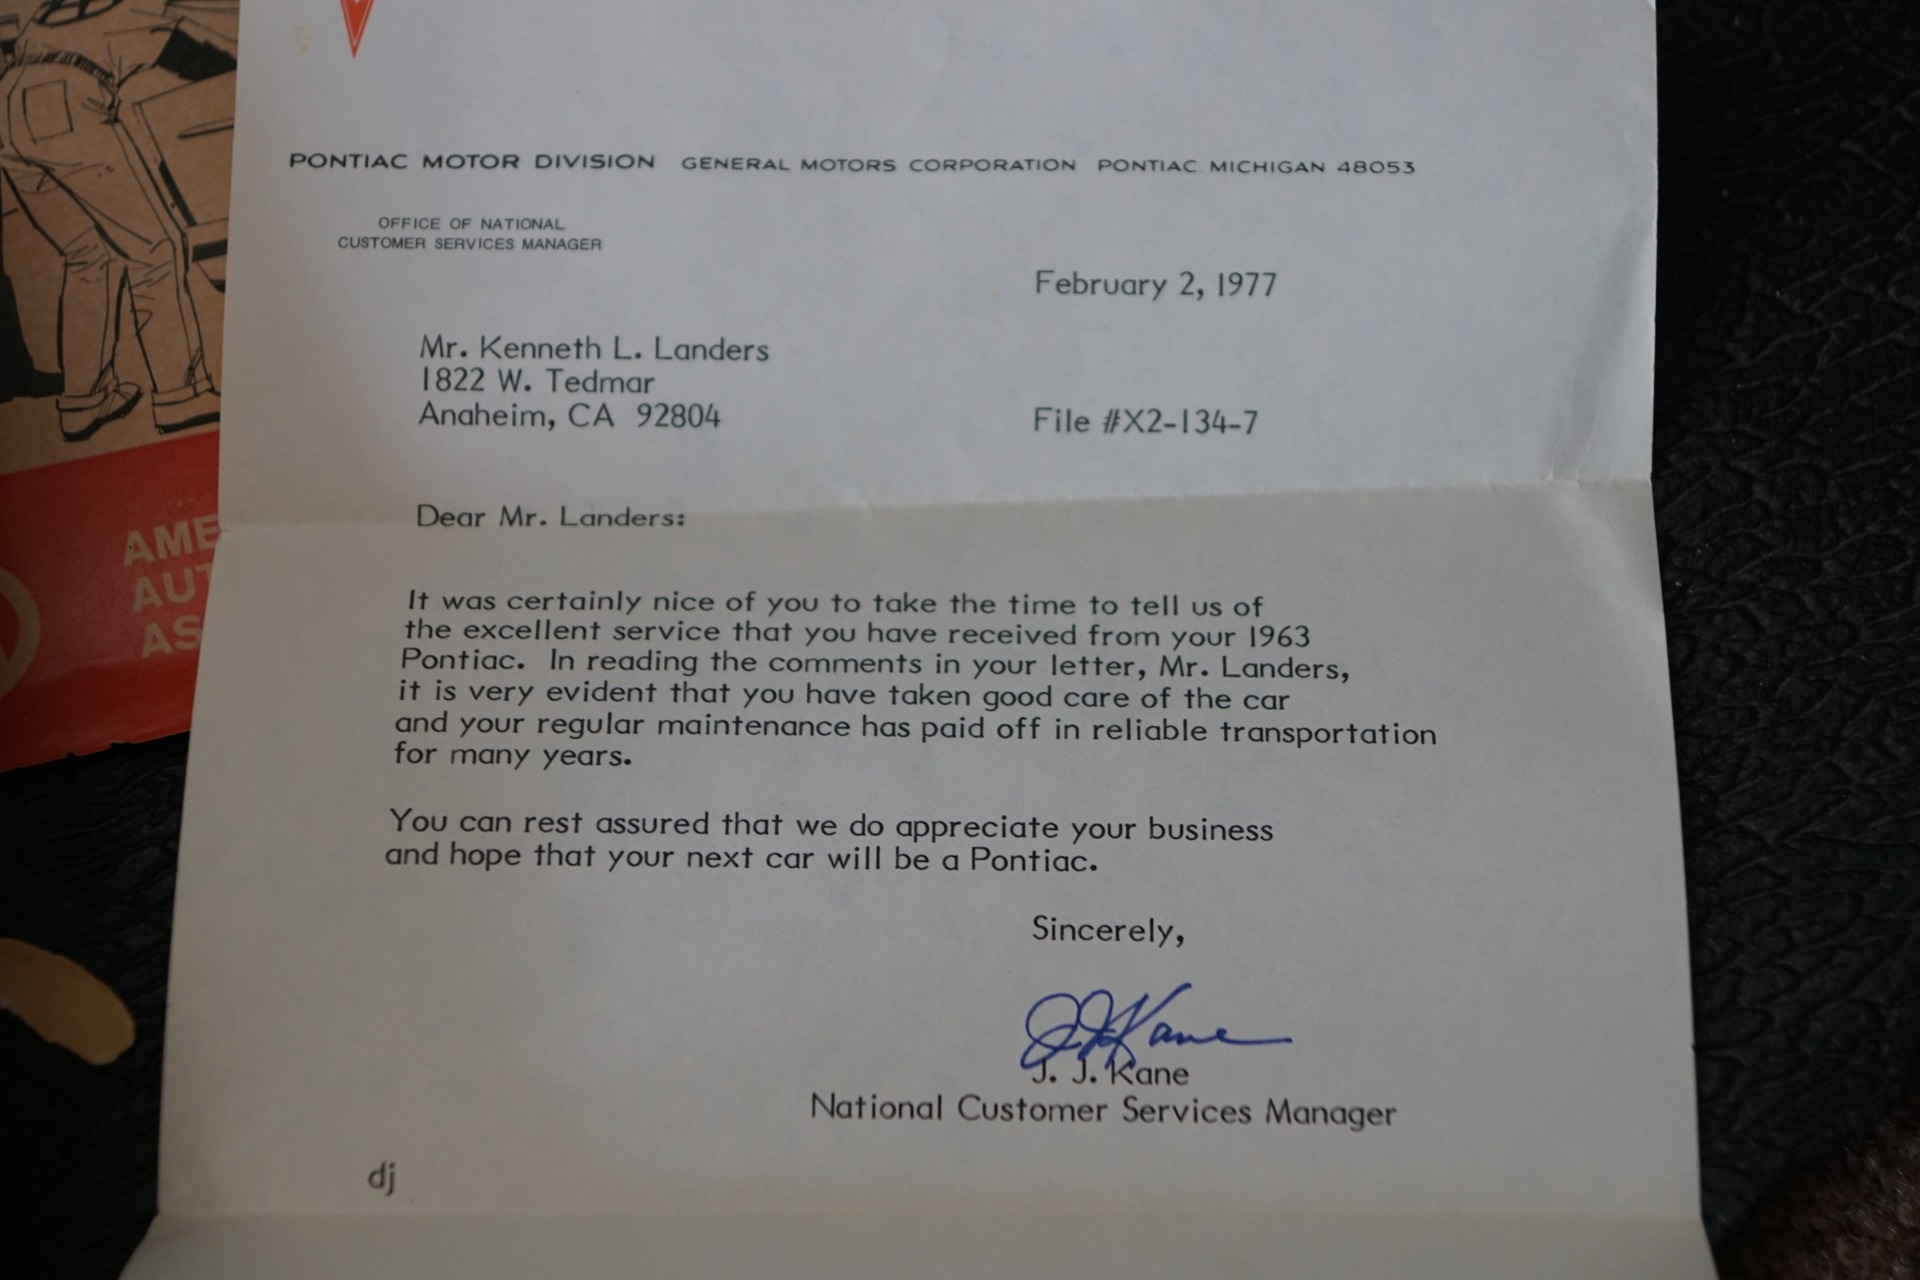 PONTIAC MOTOR DIVISION GENERAL MOTORS CORPORATION PONTIAC MICHIGAN 48053
OFFICE OF NATIONAL
CUSTOMER SERVICES MANAGER
February 2, 1977
Mr. Kenneth L. Landers
1822 W. Tedmar
Anaheim, CA 92804
File #X2-134-7
Dear Mr. Landers:
It was certainly nice of you to take the time to tell us of
the excellent service that you have received from your 1963
Pontiac. In reading the comments in your letter, Mr. Landers,
it is very evident that you have taken good care of the car
and your regular maintenance has paid off in reliable transportation
for many years.
You can rest assured that we do appreciate your business
and hope that your next car will be a Pontiac.
Sincerely,
J. J. Kane
J. J. Kane
National Customer Services Manager
dj
AME
AUT
AS